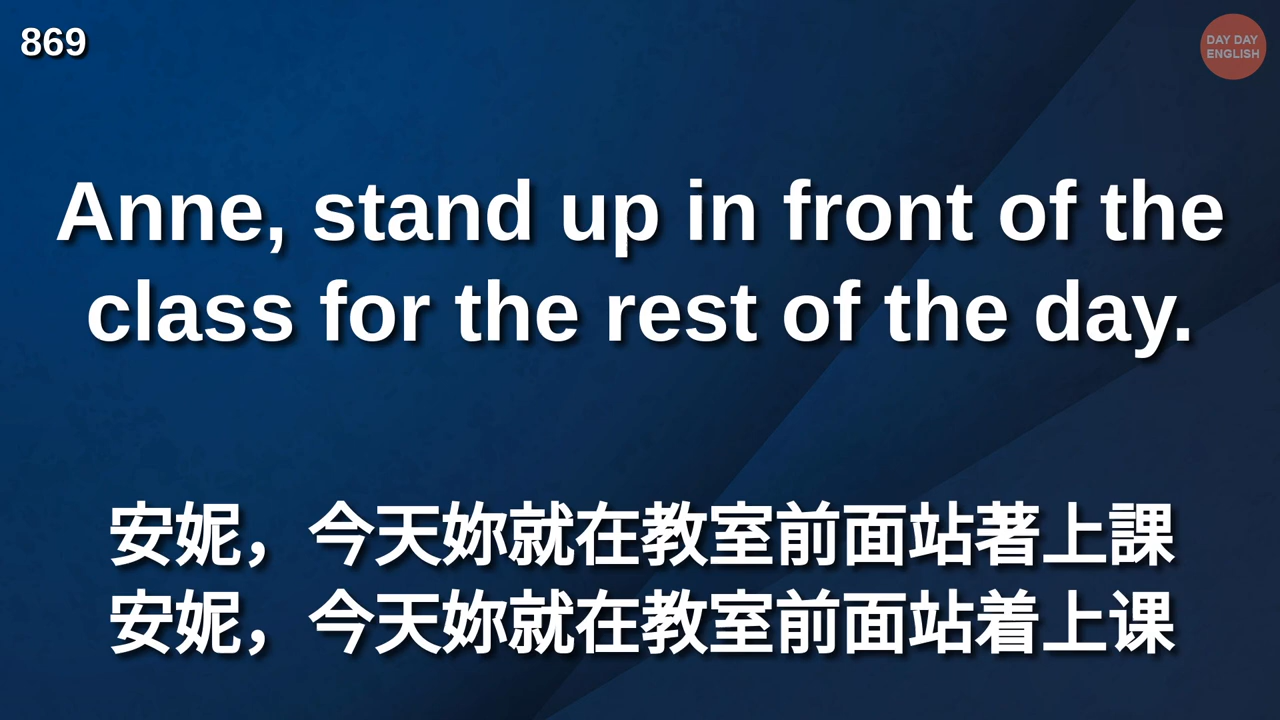 869
DAY DAY
ENGLISH
Anne, stand up in front of the
class for the rest of the day.
安妮，今天妳就在教室前面站著上課
安妮，今天妳就在教室前面站着上课